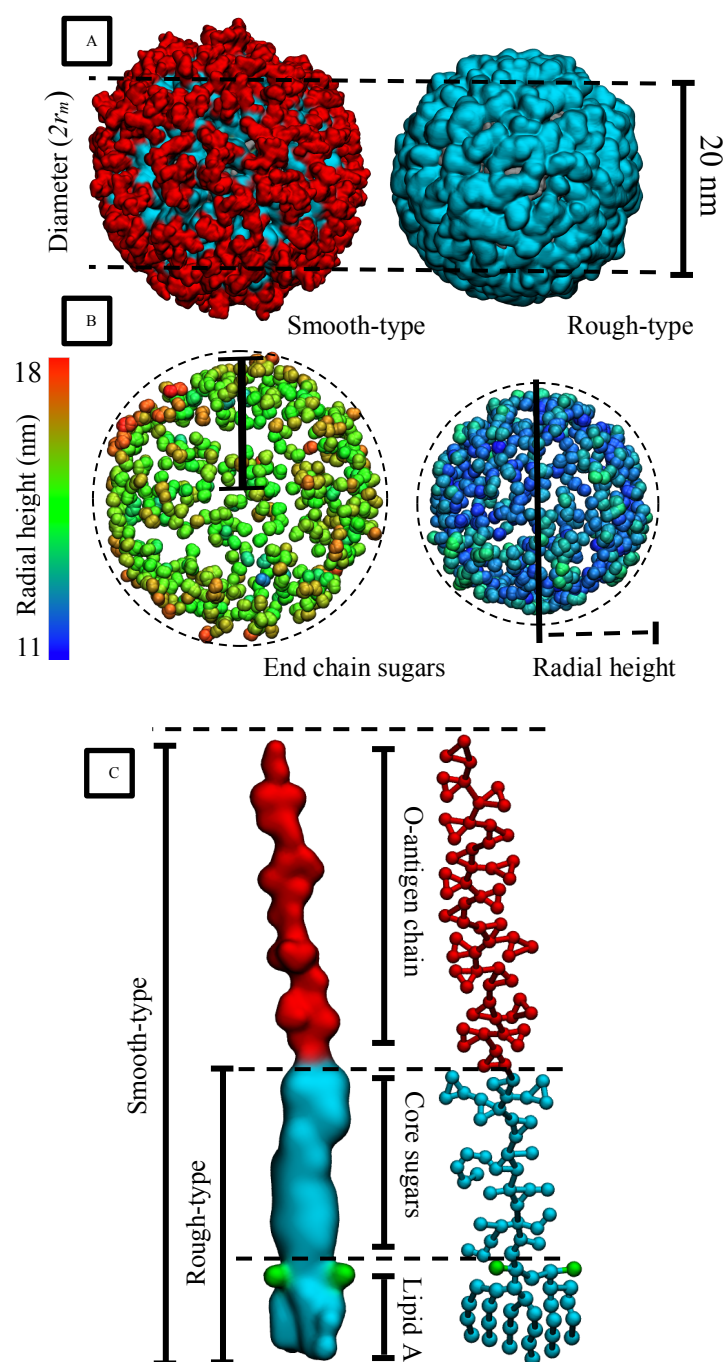 A
Diameter (2rm)
20 nm
Smooth-type
Rough-type
B
18
Radial height (nm)
11
End chain sugars
Radial height
C
Smooth-type
Rough-type
O-antigen chain
Core sugars
Lipid A